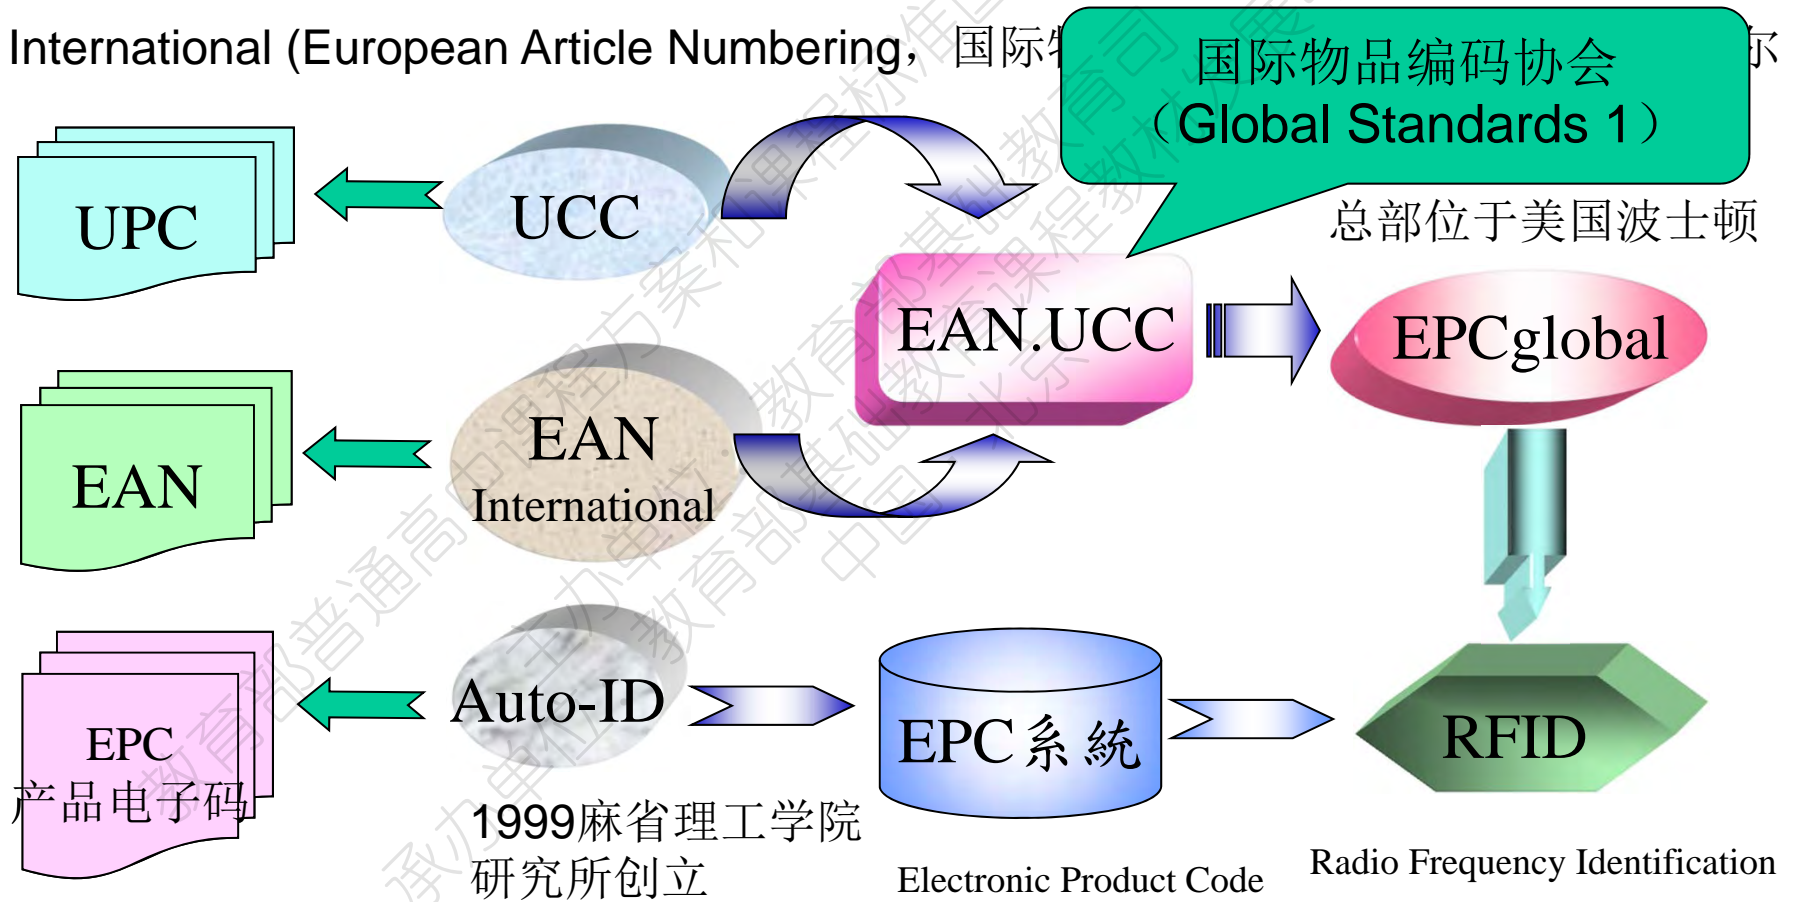 International (European Article Numbering，国际物
尔
国际物品编码协会
（Global Standards 1）
总部位于美国波士顿
UPC
UCC
EAN.UCC
EPCglobal
EAN
EAN
International
EPC
产品电子码
Auto-ID
EPC系統
RFID
1999麻省理工学院
研究所创立
Electronic Product Code
Radio Frequency Identification